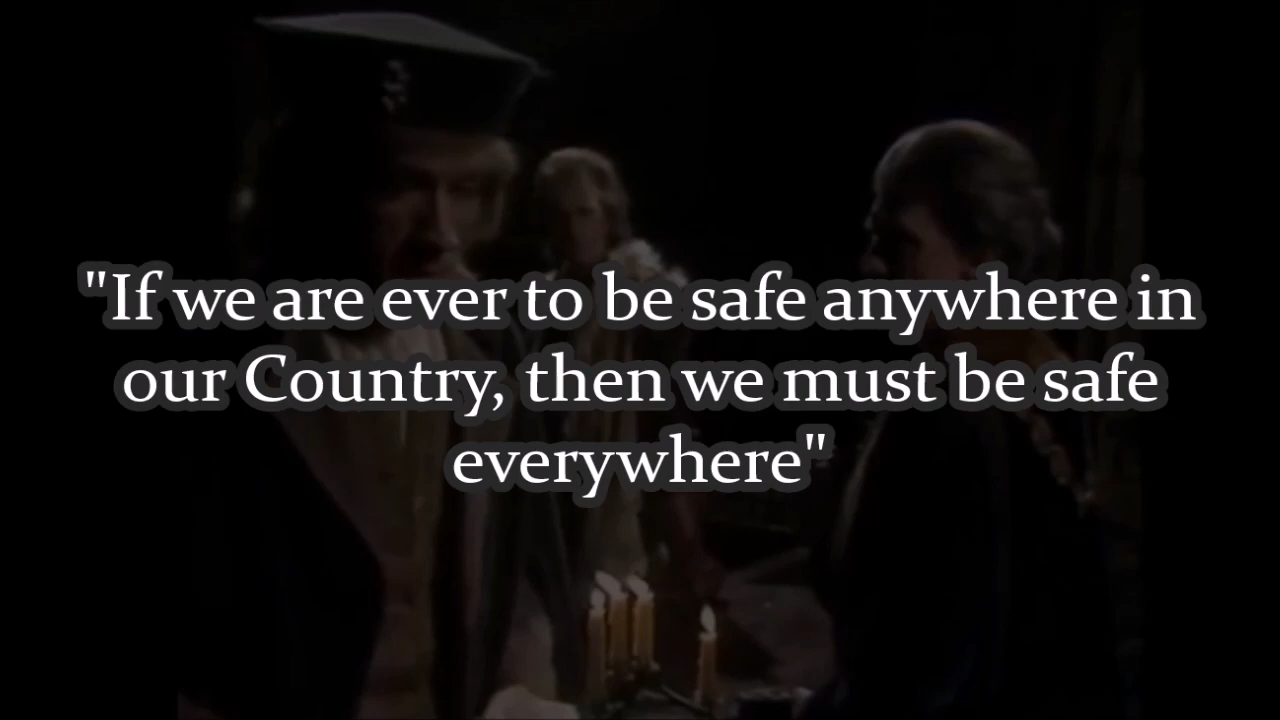 "If we are ever to be safe anywhere in
our Country, then we must be safe
everywhere"